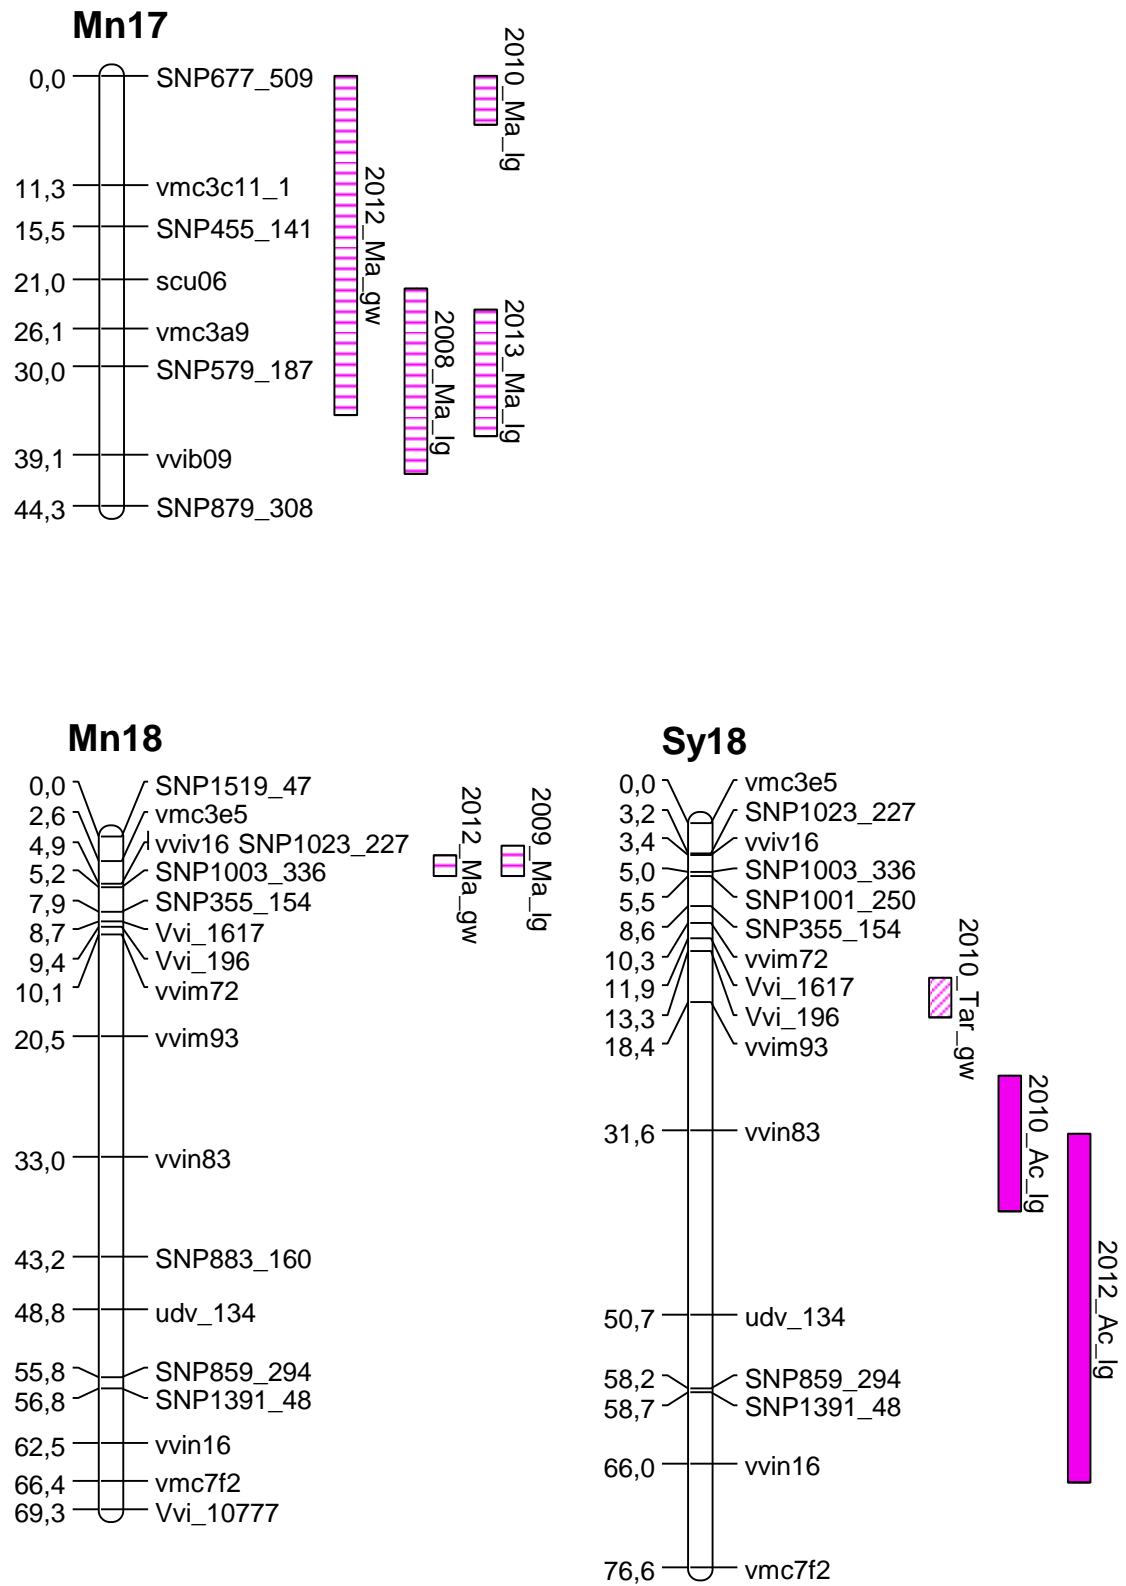 Mn17
0,0 SNP677_509
11,3 vmc3c11_1
15,5 SNP455_141
21,0 scu06
26,1 vmc3a9
30,0 SNP579_187
39,1 vvib09
44,3 SNP879_308
2012_Ma_gw
2008_Ma_lg
2010_Ma_lg
2013_Ma_lg
Mn18
0,0 SNP1519_47
2,6 vmc3e5
4,9 vviv16 SNP1023_227
5,2 SNP1003_336
7,9 SNP355_154
8,7 Vvi_1617
9,4 Vvi_196
10,1 vvim72
20,5 vvim93
33,0 vvin83
43,2 SNP883_160
48,8 udv_134
55,8 SNP859_294
56,8 SNP1391_48
62,5 vvin16
66,4 vmc7f2
69,3 Vvi_10777
2012_Ma_gw
2009_Ma_lg
Sy18
0,0 vmc3e5
3,2 SNP1023_227
3,4 vviv16
5,0 SNP1003_336
5,5 SNP1001_250
8,6 SNP355_154
10,3 vvim72
11,9 Vvi_1617
13,3 Vvi_196
18,4 vvim93
31,6 vvin83
50,7 udv_134
58,2 SNP859_294
58,7 SNP1391_48
66,0 vvin16
76,6 vmc7f2
2010_Tar_gw
2010_Ac_lg
2012_Ac_lg